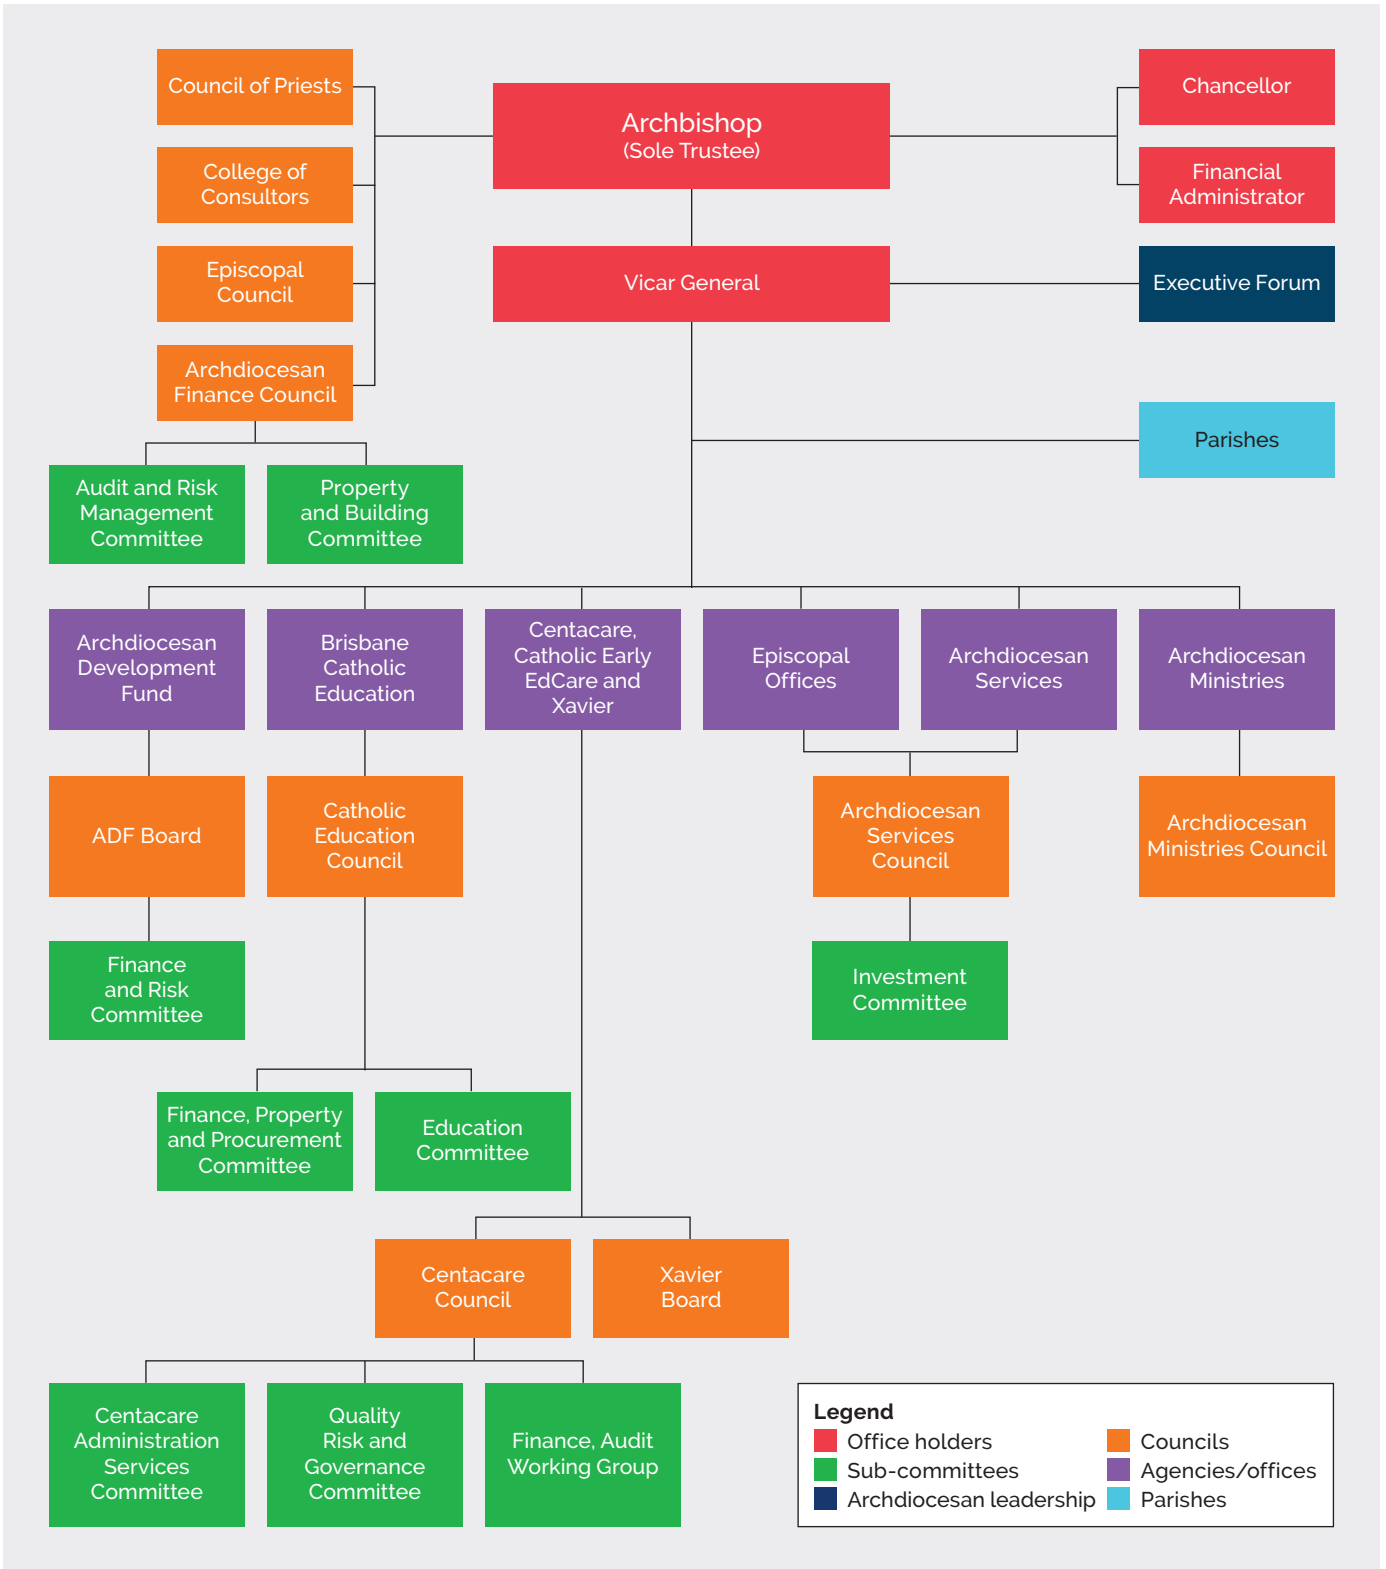 Council of Priests
Archbishop
(Sole Trustee)
Chancellor
College of
Consultors
Financial
Administrator
Episcopal
Council
Vicar General
Executive Forum
Archdiocesan
Finance Council
Parishes
Audit and Risk
Management
Committee
Property
and Building
Committee
Archdiocesan
Development
Fund
Brisbane
Catholic
Education
Centacare,
Catholic Early
EdCare and
Xavier
Episcopal
Offices
Archdiocesan
Services
Archdiocesan
Ministries
ADF Board
Catholic
Education
Council
Archdiocesan
Services
Council
Archdiocesan
Ministries Council
Finance
and Risk
Committee
Investment
Committee
Finance, Property
and Procurement
Committee
Education
Committee
Centacare
Council
Xavier
Board
Centacare
Administration
Services
Committee
Quality
Risk and
Governance
Committee
Finance, Audit
Working Group
Legend
Office holders
Sub-committees
Archdiocesan leadership
Councils
Agencies/offices
Parishes